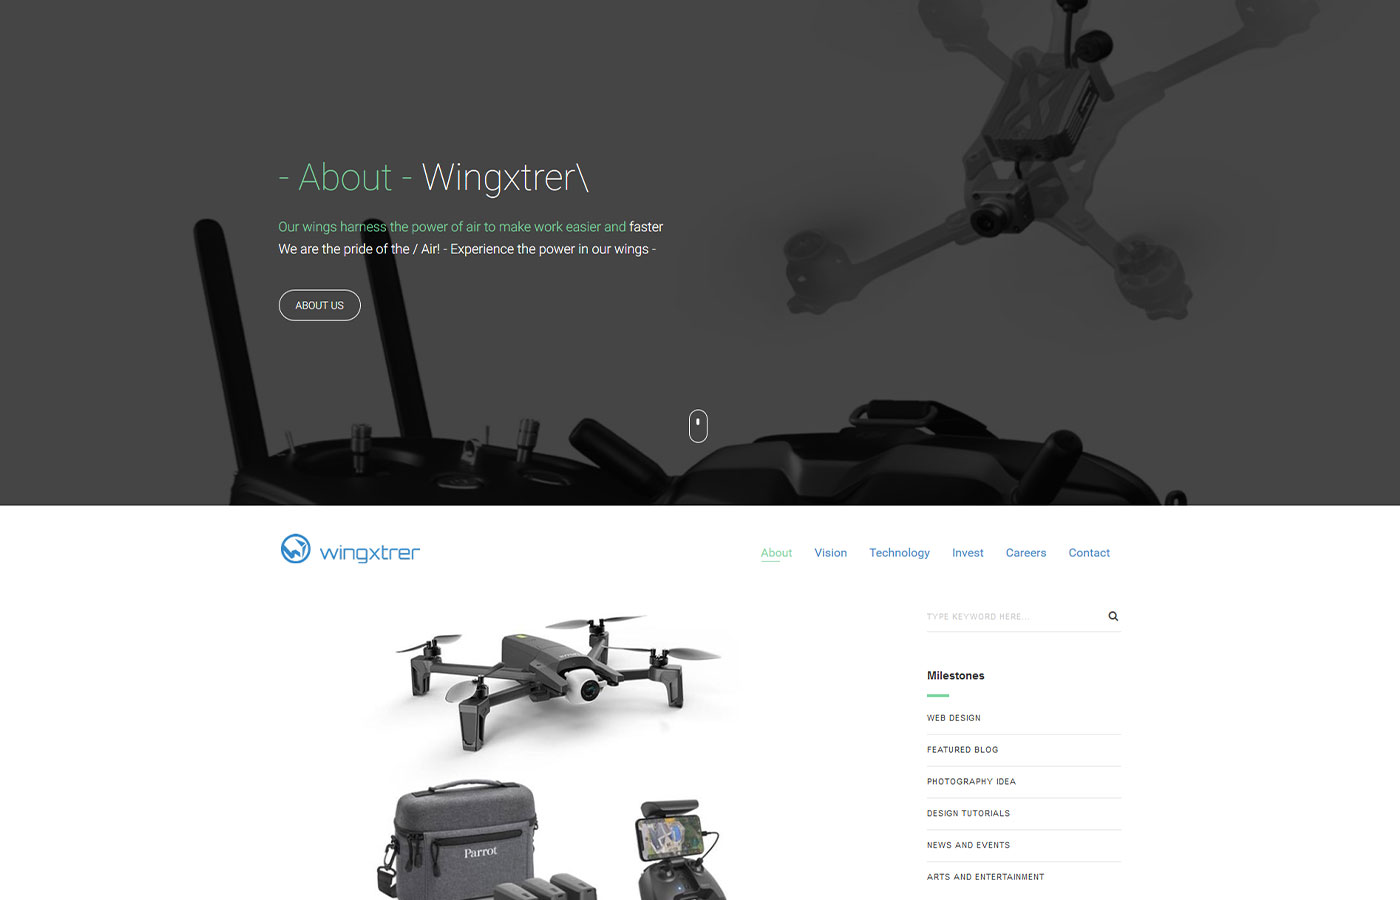 - About - Wingxtrer\
Our wings harness the power of air to make work easier and faster
We are the pride of the / Air! - Experience the power in our wings -
ABOUT US
wingxtrer
About Vision Technology Invest Careers Contact
TYPE KEYWORD HERE...
Milestones
WEB DESIGN
FEATURED BLOG
PHOTOGRAPHY IDEA
DESIGN TUTORIALS
NEWS AND EVENTS
ARTS AND ENTERTAINMENT
Parrot